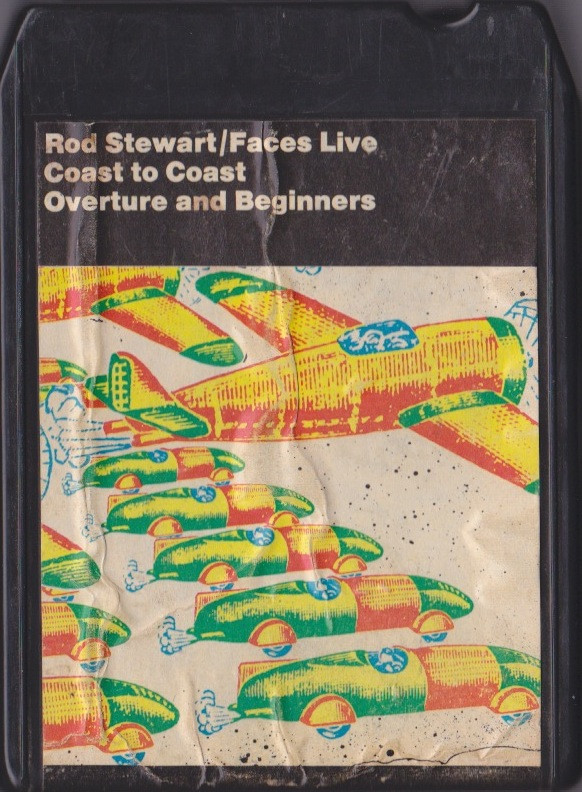 Rod Stewart/Faces Live
Coast to Coast
Overture and Beginners